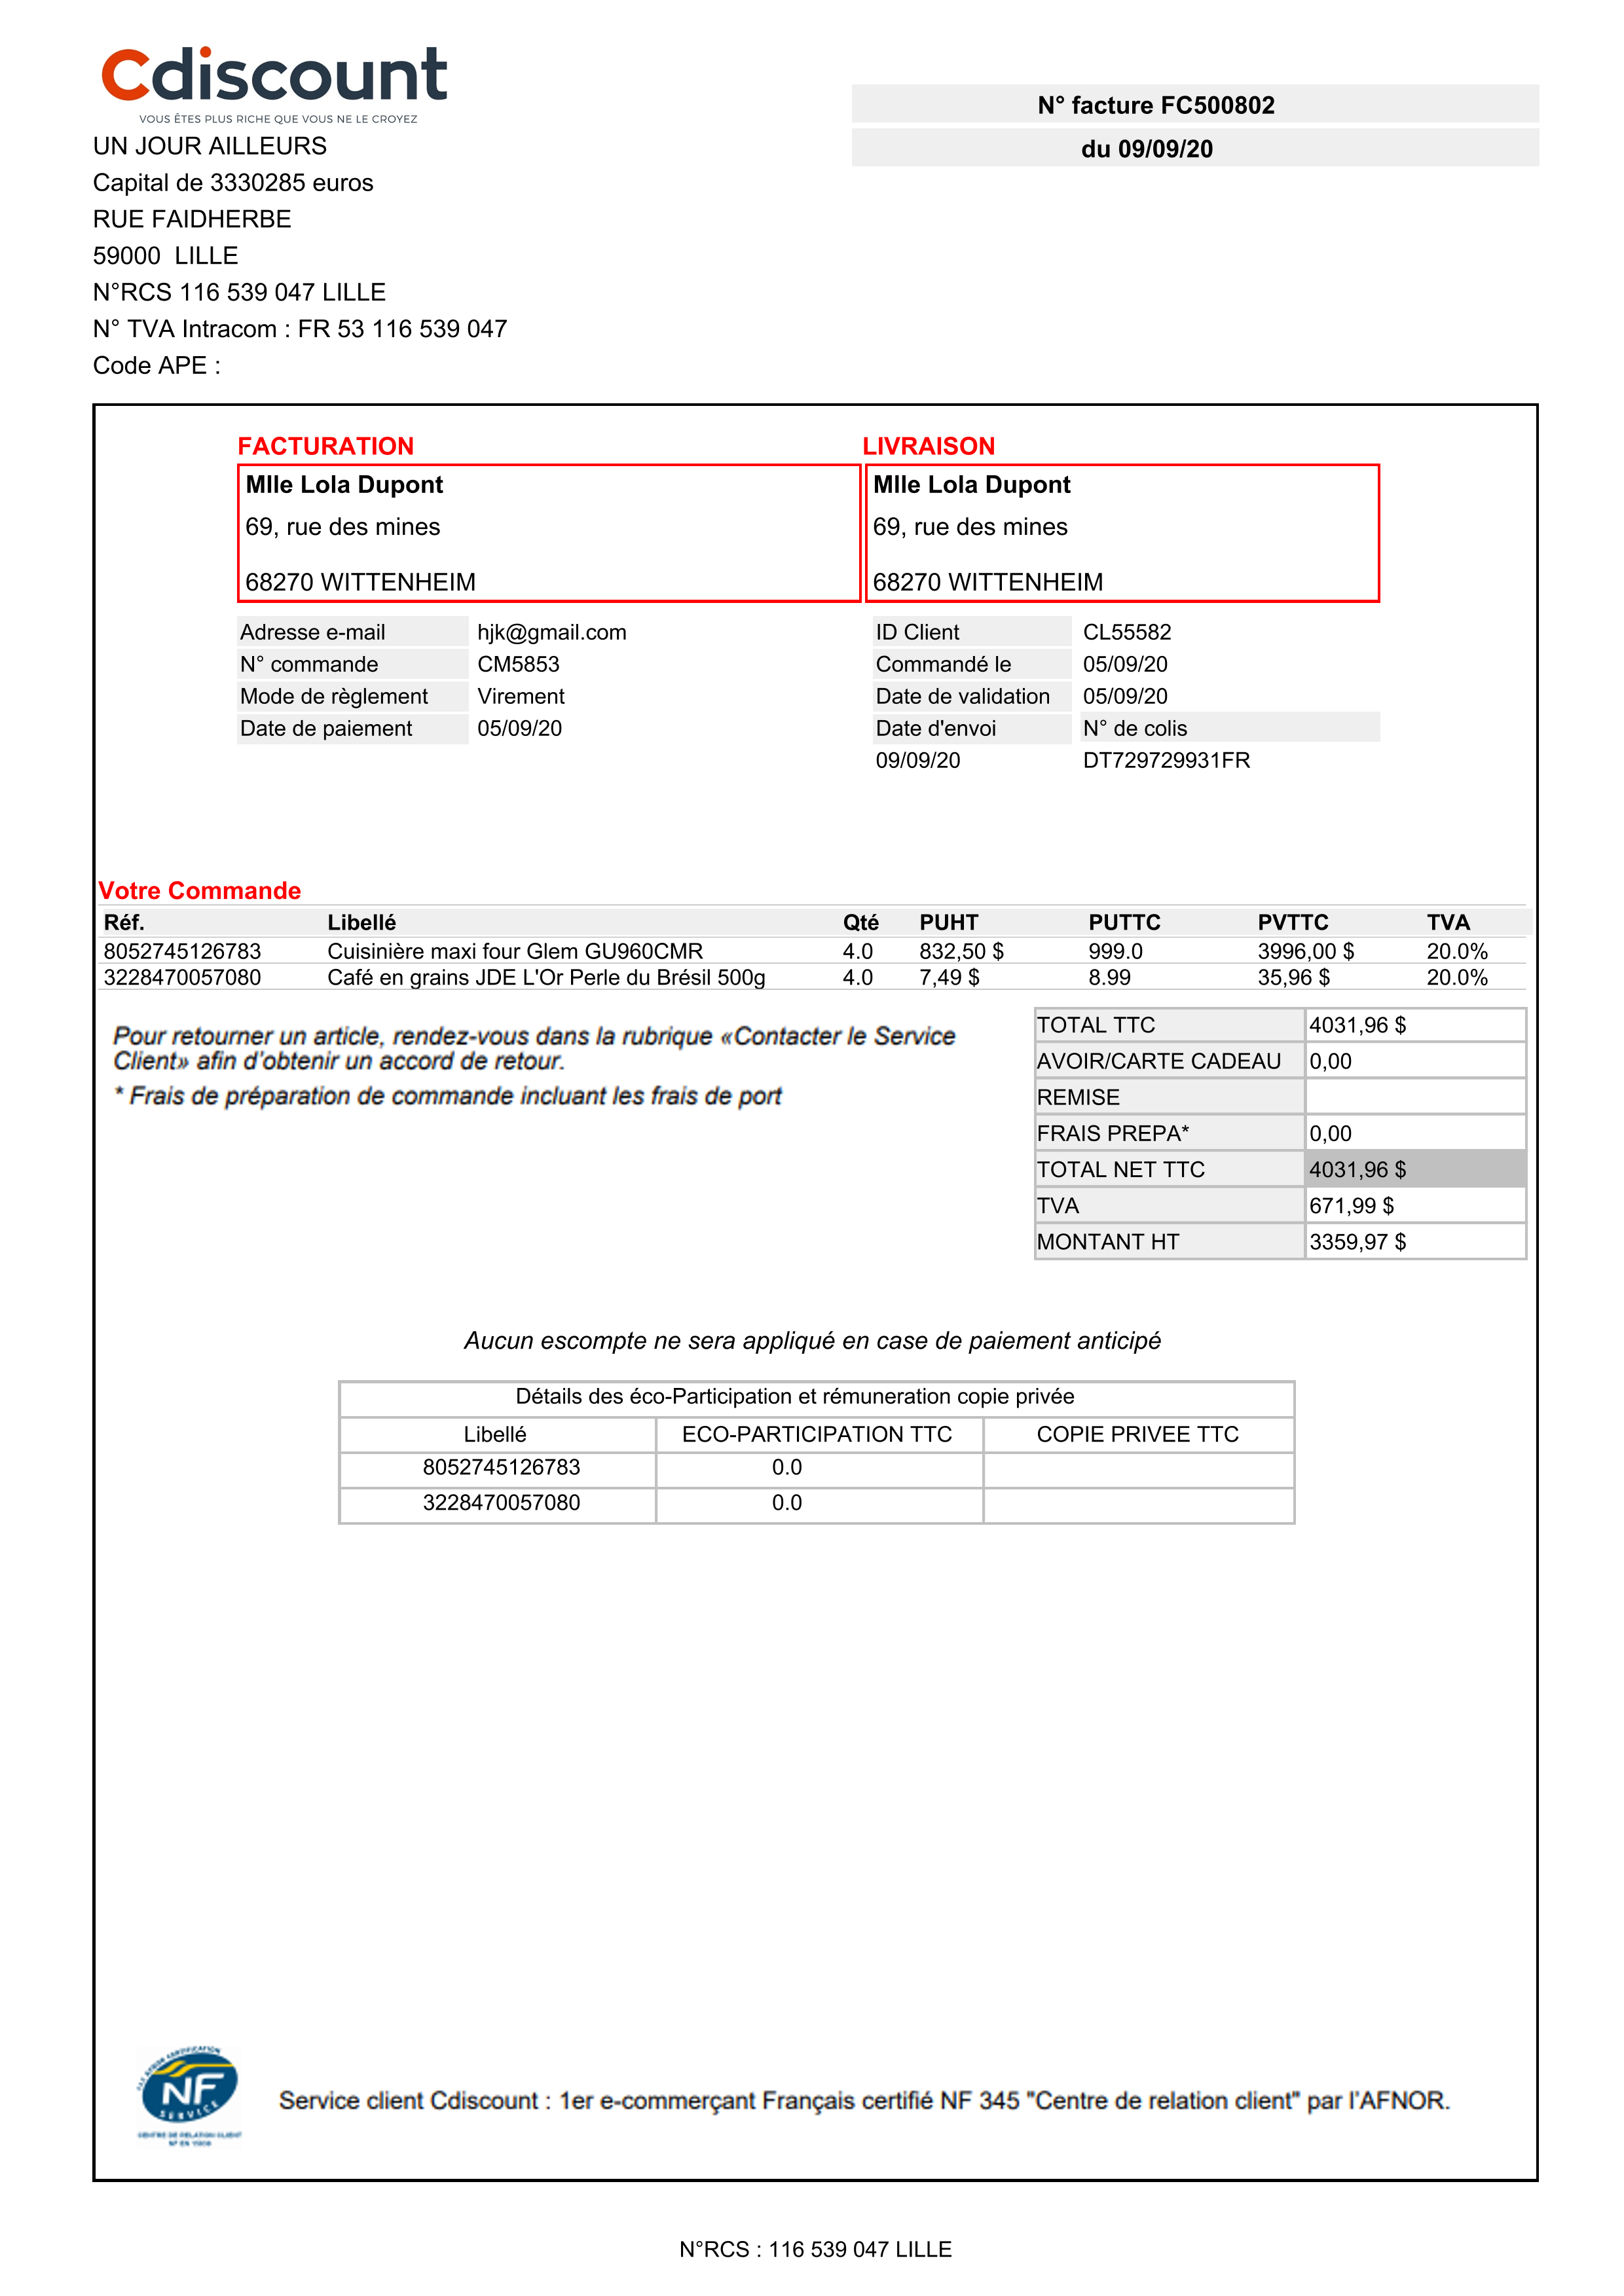 Cdiscount
VOUS ÊTES PLUS RICHE QUE VOUS NE LE CROYEZ
N° facture FC500802
du 09/09/20
UN JOUR AILLEURS
Capital de 3330285 euros
RUE FAIDHERBE
59000 LILLE
N°RCS 116 539 047 LILLE
N° TVA Intracom : FR 53 116 539 047
Code APE :
FACTURATION
Mlle Lola Dupont
69, rue des mines
68270 WITTENHEIM
LIVRAISON
Mlle Lola Dupont
69, rue des mines
68270 WITTENHEIM
Adresse e-mail hjk@gmail.com
N° commande CM5853
Mode de règlement Virement
Date de paiement 05/09/20
ID Client CL55582
Commandé le 05/09/20
Date de validation 05/09/20
Date d'envoi N° de colis
09/09/20 DT729729931FR
Votre Commande
Réf. Libellé Qté PUHT PUTTC PVTTC TVA
8052745126783 Cuisinière maxi four Glem GU960CMR 4.0 832,50 $ 999.0 3996,00 $ 20.0%
3228470057080 Café en grains JDE L'Or Perle du Brésil 500g 4.0 7,49 $ 8.99 35,96 $ 20.0%
Pour retourner un article, rendez-vous dans la rubrique «Contacter le Service
Client» afin d'obtenir un accord de retour.
* Frais de préparation de commande incluant les frais de port
TOTAL TTC 4031,96 $
AVOIR/CARTE CADEAU 0,00
REMISE
FRAIS PREPA* 0,00
TOTAL NET TTC 4031,96 $
TVA 671,99 $
MONTANT HT 3359,97 $
Aucun escompte ne sera appliqué en case de paiement anticipé
Détails des éco-Participation et rémuneration copie privée
Libellé ECO-PARTICIPATION TTC COPIE PRIVEE TTC
8052745126783 0.0
3228470057080 0.0
NF
SERVICE
CENTRE DE RELATION CLIENT
Service client Cdiscount : 1er e-commerçant Français certifié NF 345 "Centre de relation client" par l'AFNOR.
N°RCS : 116 539 047 LILLE